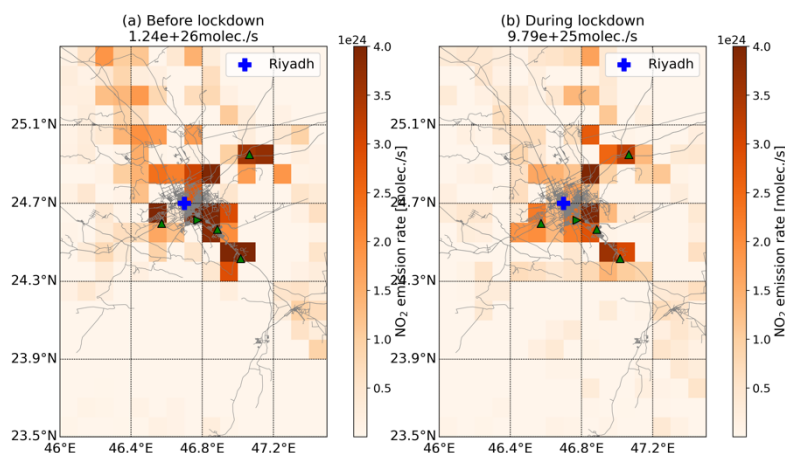 (a) Before lockdown
1.24e+26molec./s
1e24
Riyadh
4.0
3.5
3.0
2.5
2.0
1.5
1.0
0.5
NO₂ emission rate [molec./s]
25.1°N
24.7°N
24.3°N
23.9°N
23.5°N
46°E
46.4°E
46.8°E
47.2°E
(b) During lockdown
9.79e+25molec./s
1e24
Riyadh
4.0
3.5
3.0
2.5
2.0
1.5
1.0
0.5
NO₂ emission rate [molec./s]
25.1°N
24.7°N
24.3°N
23.9°N
23.5°N
46°E
46.4°E
46.8°E
47.2°E